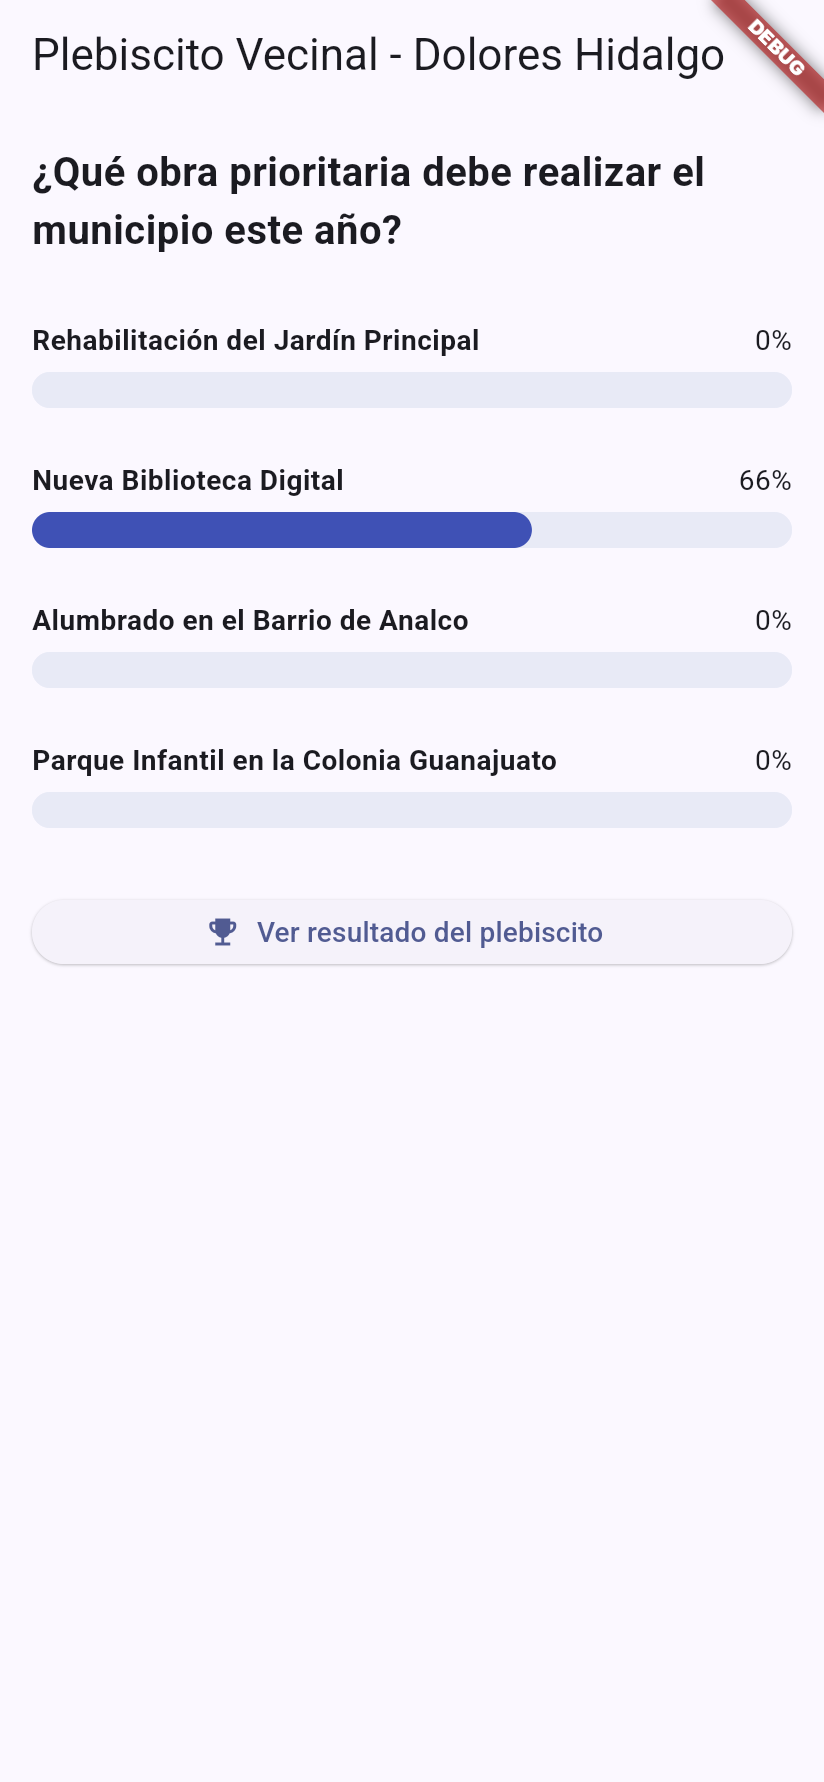 Plebiscito Vecinal - Dolores Hidalgo
DEBUG
¿Qué obra prioritaria debe realizar el
municipio este año?
Rehabilitación del Jardín Principal 0%
Nueva Biblioteca Digital 66%
Alumbrado en el Barrio de Analco 0%
Parque Infantil en la Colonia Guanajuato 0%
Ver resultado del plebiscito